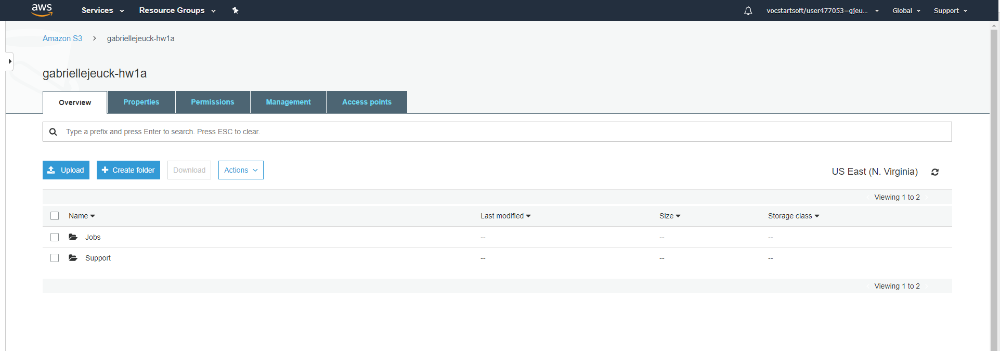 aws Services Resource Groups vocstartsoft/user477053=gjeu... Global Support
Amazon S3 gabriellejeuck-hw1a
gabriellejeuck-hw1a
Overview Properties Permissions Management Access points
Type a prefix and press Enter to search. Press ESC to clear.
Upload Create folder Download Actions US East (N. Virginia)
Viewing 1 to 2
Name Last modified Size Storage class
Jobs -- -- --
Support -- -- --
Viewing 1 to 2